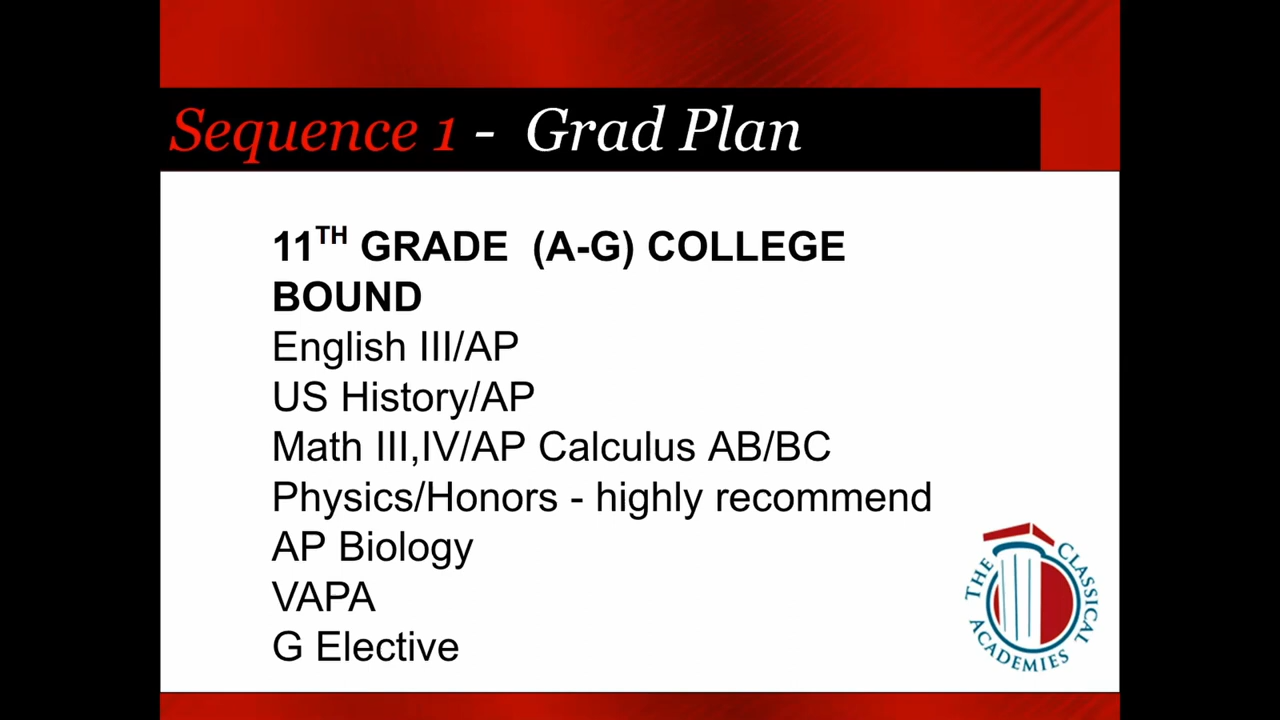 Sequence 1 - Grad Plan
11TH GRADE (A-G) COLLEGE
BOUND
English III/AP
US History/AP
Math III,IV/AP Calculus AB/BC
Physics/Honors - highly recommend
AP Biology
VAPA
G Elective
THE CLASSICAL ACADEMIES